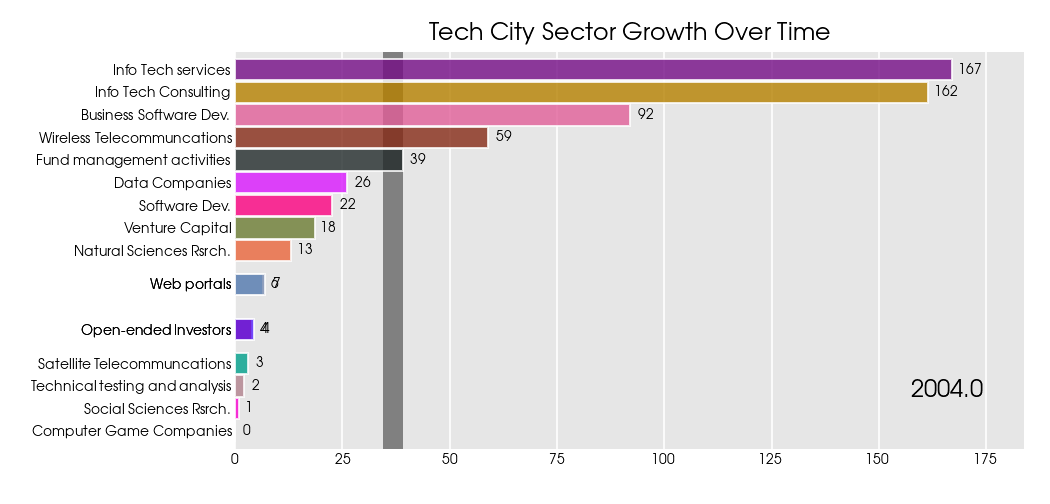 Tech City Sector Growth Over Time
Info Tech services 167
Info Tech Consulting 162
Business Software Dev. 92
Wireless Telecommuncations 59
Fund management activities 39
Data Companies 26
Software Dev. 22
Venture Capital 18
Natural Sciences Rsrch. 13
Web portals
Open-ended Investors
Satellite Telecommuncations 3
Technical testing and analysis 2
2004.0
Social Sciences Rsrch. 1
Computer Game Companies 0
0 25 50 75 100 125 150 175